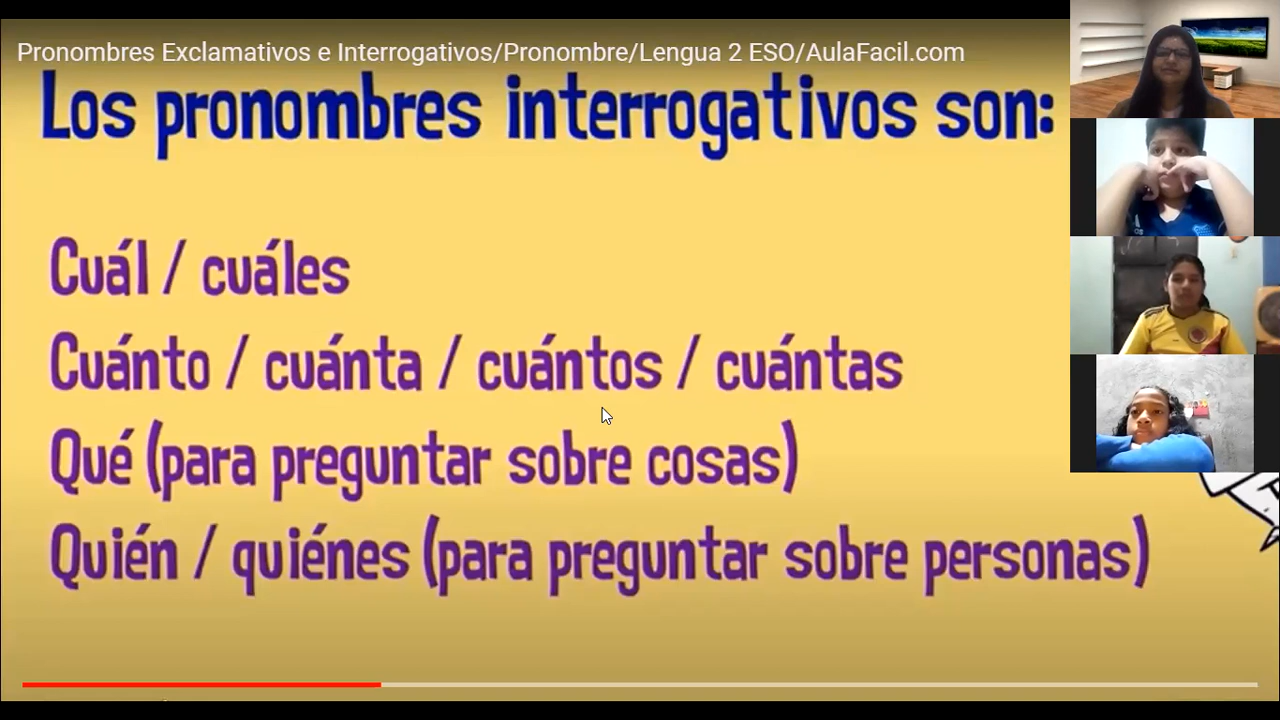 Pronombres Exclamativos e Interrogativos/Pronombre/Lengua 2 ESO/AulaFacil.com
Los pronombres interrogativos son:
Cuál / cuáles
Cuánto / cuánta / cuántos / cuántas
Qué (para preguntar sobre cosas)
Quién / quiénes (para preguntar sobre personas)